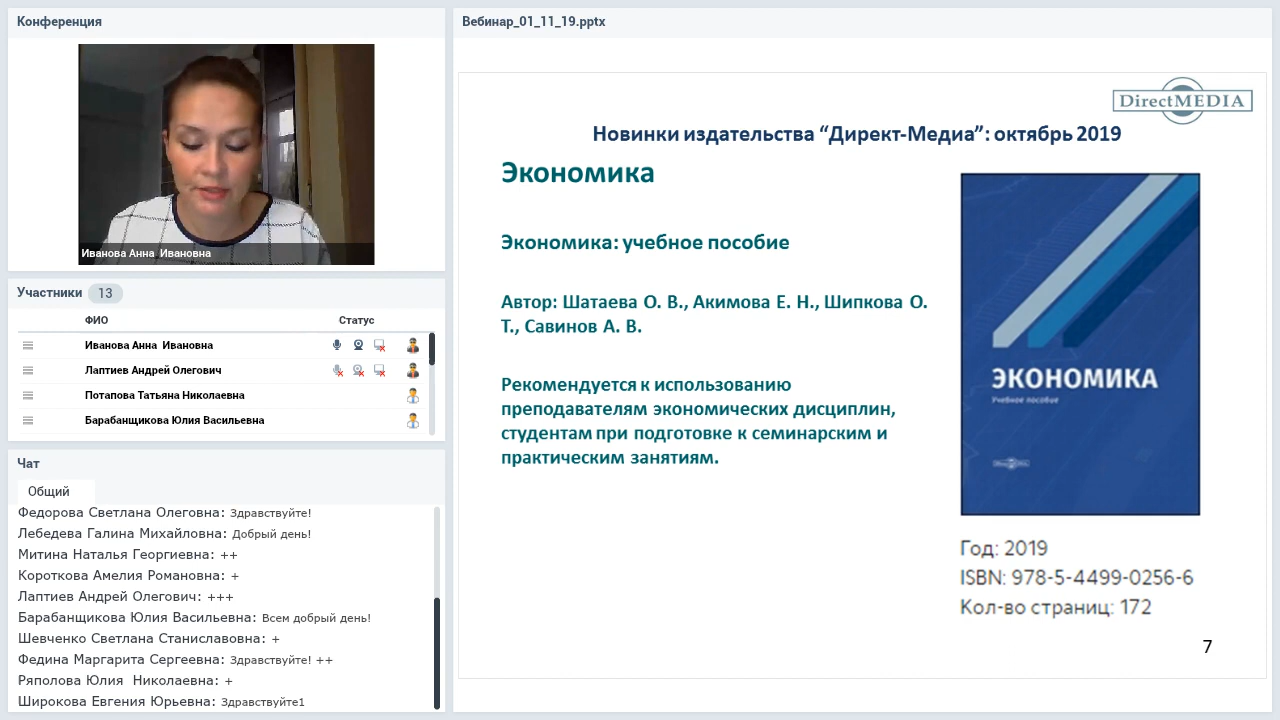 Конференция
Иванова Анна  Ивановна
Участники 13
ФИО Статус
Иванова Анна  Ивановна
Лаптиев Андрей Олегович
Потапова Татьяна Николаевна
Барабанщикова Юлия Васильевна
Чат
Общий
Федорова Светлана Олеговна: Здравствуйте!
Лебедева Галина Михайловна: Добрый день!
Митина Наталья Георгиевна: ++
Короткова Амелия Романовна: +
Лаптиев Андрей Олегович: +++
Барабанщикова Юлия Васильевна: Всем добрый день!
Шевченко Светлана Станиславовна: +
Федина Маргарита Сергеевна: Здравствуйте! ++
Ряполова Юлия  Николаевна: +
Широкова Евгения Юрьевна: Здравствуйте1
Вебинар_01_11_19.pptx
DirectMEDIA
Новинки издательства “Директ-Медиа”: октябрь 2019
Экономика
Экономика: учебное пособие
Автор: Шатаева О. В., Акимова Е. Н., Шипкова О.
Т., Савинов А. В.
Рекомендуется к использованию
преподавателям экономических дисциплин,
студентам при подготовке к семинарским и
практическим занятиям.
ЭКОНОМИКА
Учебное пособие
Год: 2019
ISBN: 978-5-4499-0256-6
Кол-во страниц: 172
7